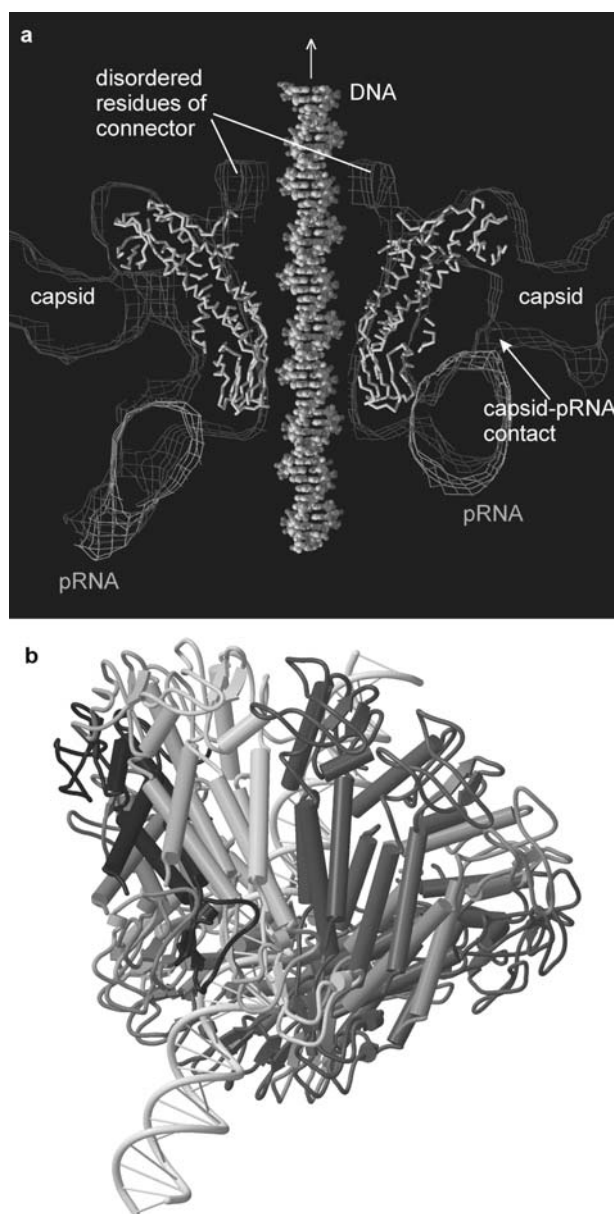 a
disordered
residues of
connector
DNA
capsid
capsid
capsid-pRNA
contact
pRNA
pRNA
b